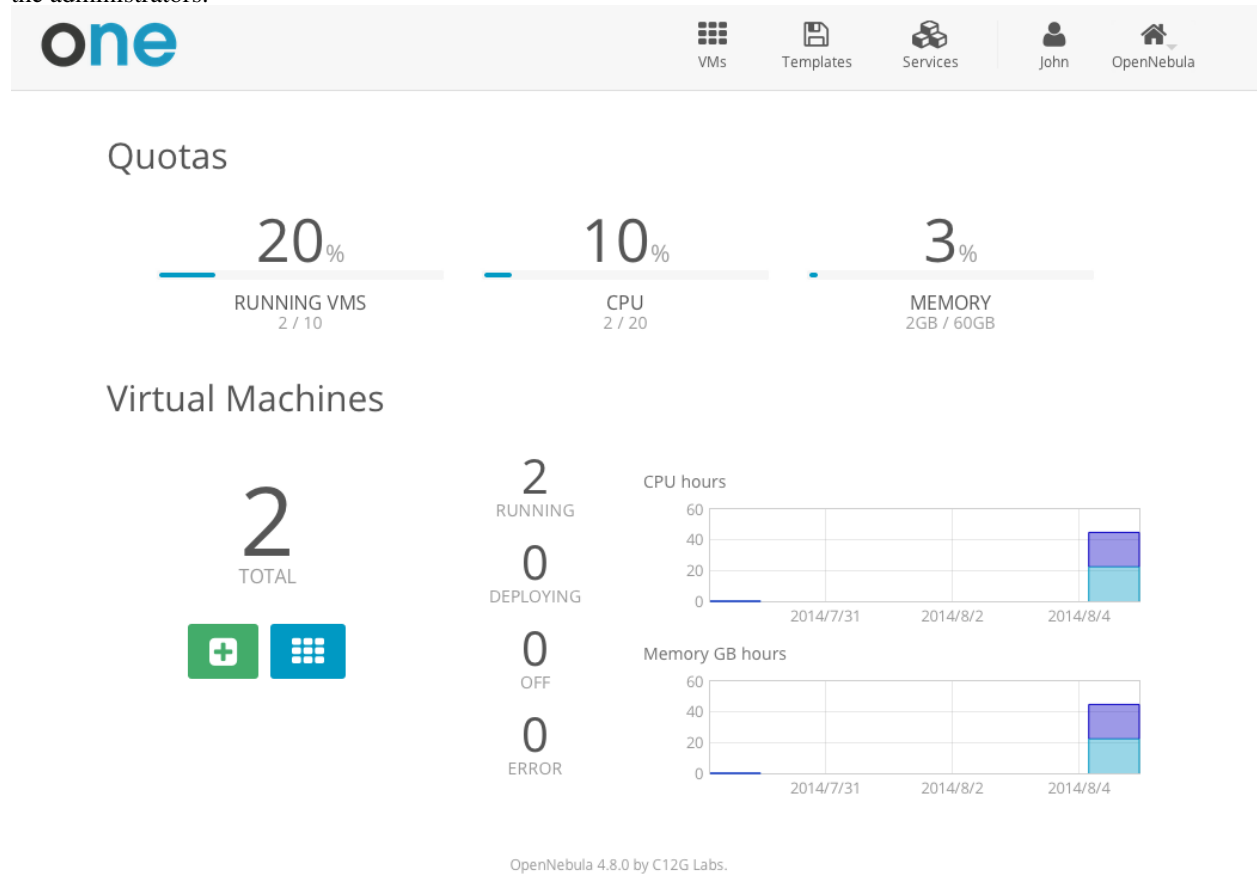 the administrators.
one
VMs Templates Services John OpenNebula
Quotas
20% 10% 3%
RUNNING VMS CPU MEMORY
2 / 10 2 / 20 2GB / 60GB
Virtual Machines
2
TOTAL
2
RUNNING
0
DEPLOYING
0
OFF
0
ERROR
CPU hours
60
40
20
0
2014/7/31 2014/8/2 2014/8/4
Memory GB hours
60
40
20
0
2014/7/31 2014/8/2 2014/8/4
OpenNebula 4.8.0 by C12G Labs.